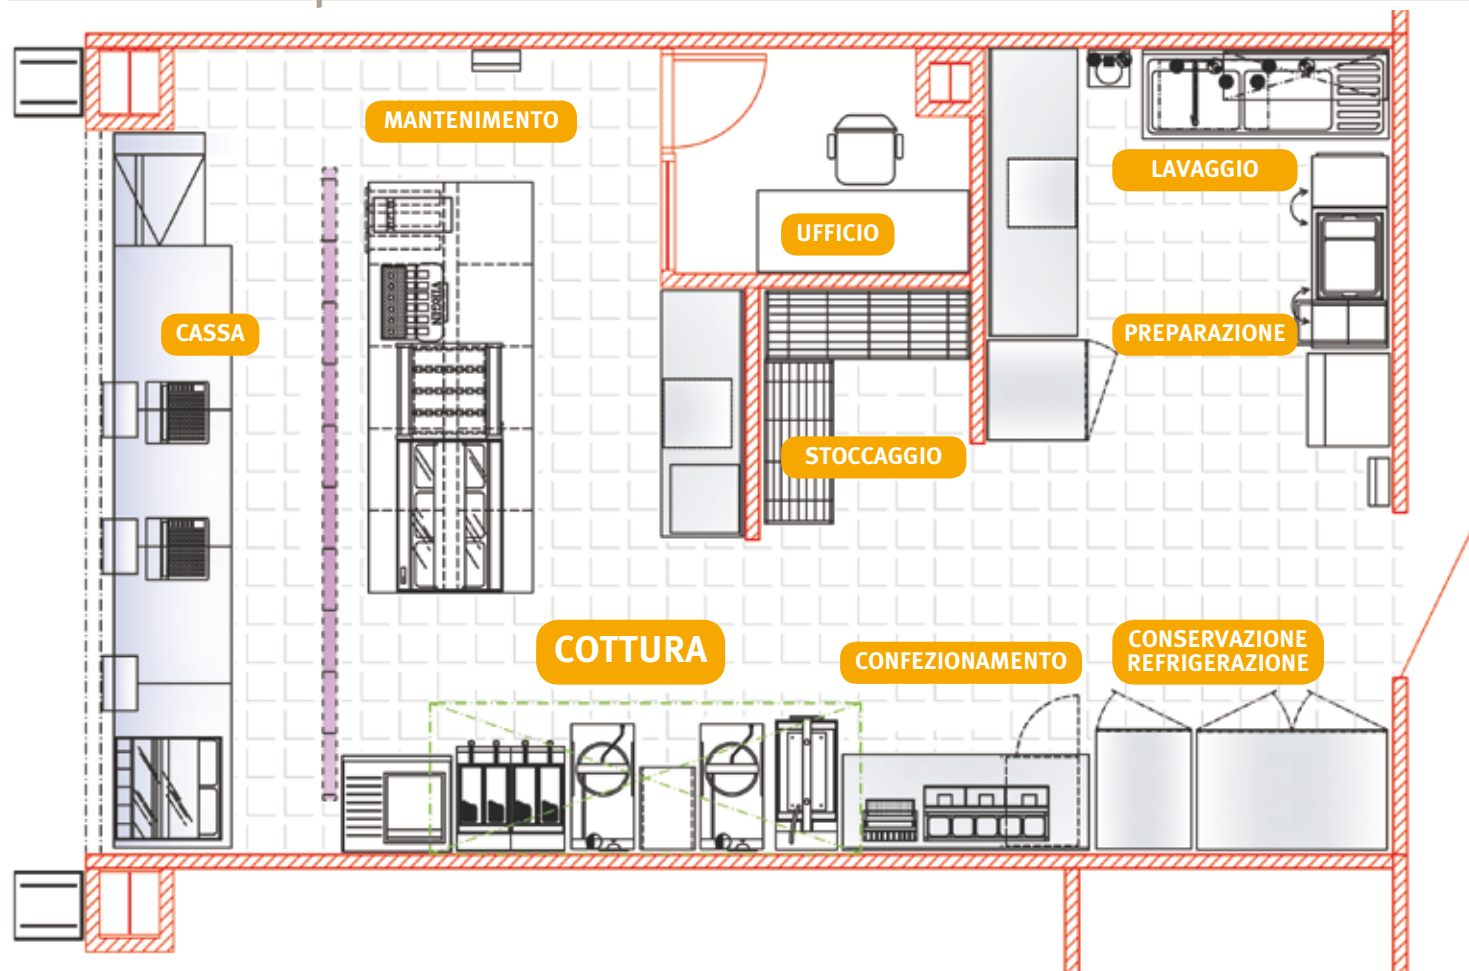 MANTENIMENTO
LAVAGGIO
UFFICIO
CASSA
PREPARAZIONE
STOCCAGGIO
COTTURA
CONFEZIONAMENTO
CONSERVAZIONE
REFRIGERAZIONE